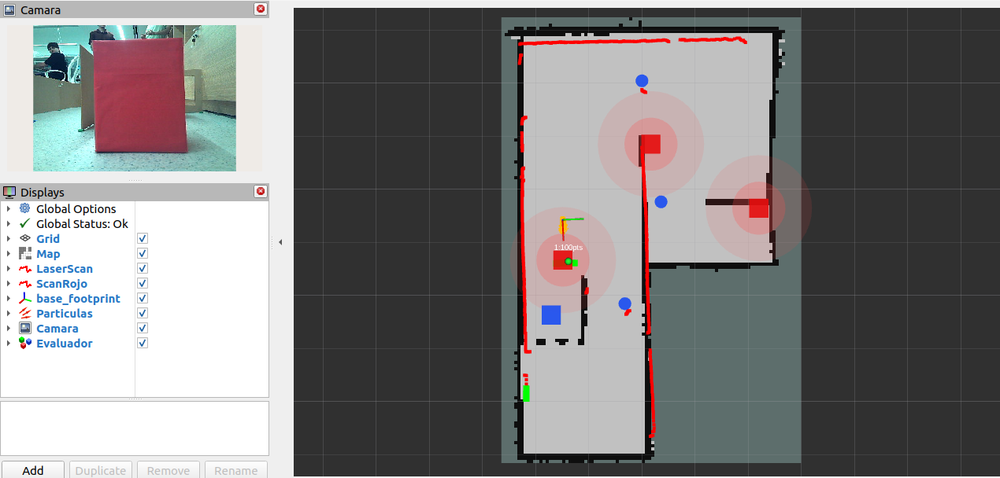 Camara
Displays
Global Options
Global Status: Ok
Grid
Map
LaserScan
ScanRojo
base_footprint
Particulas
Camara
Evaluador
Add
Duplicate
Remove
Rename
1:100pts